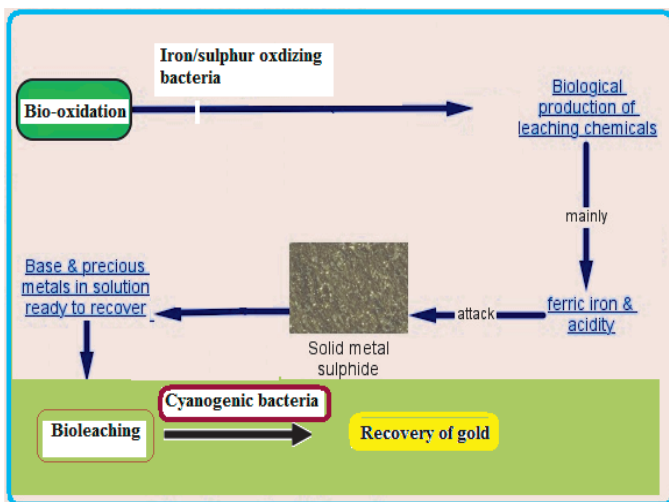 Iron/sulphur oxdizing
bacteria
Bio-oxidation
Biological
production of
leaching chemicals
mainly
ferric iron &
acidity
attack
Solid metal
sulphide
Base & precious
metals in solution
ready to recover
Bioleaching
Cyanogenic bacteria
Recovery of gold